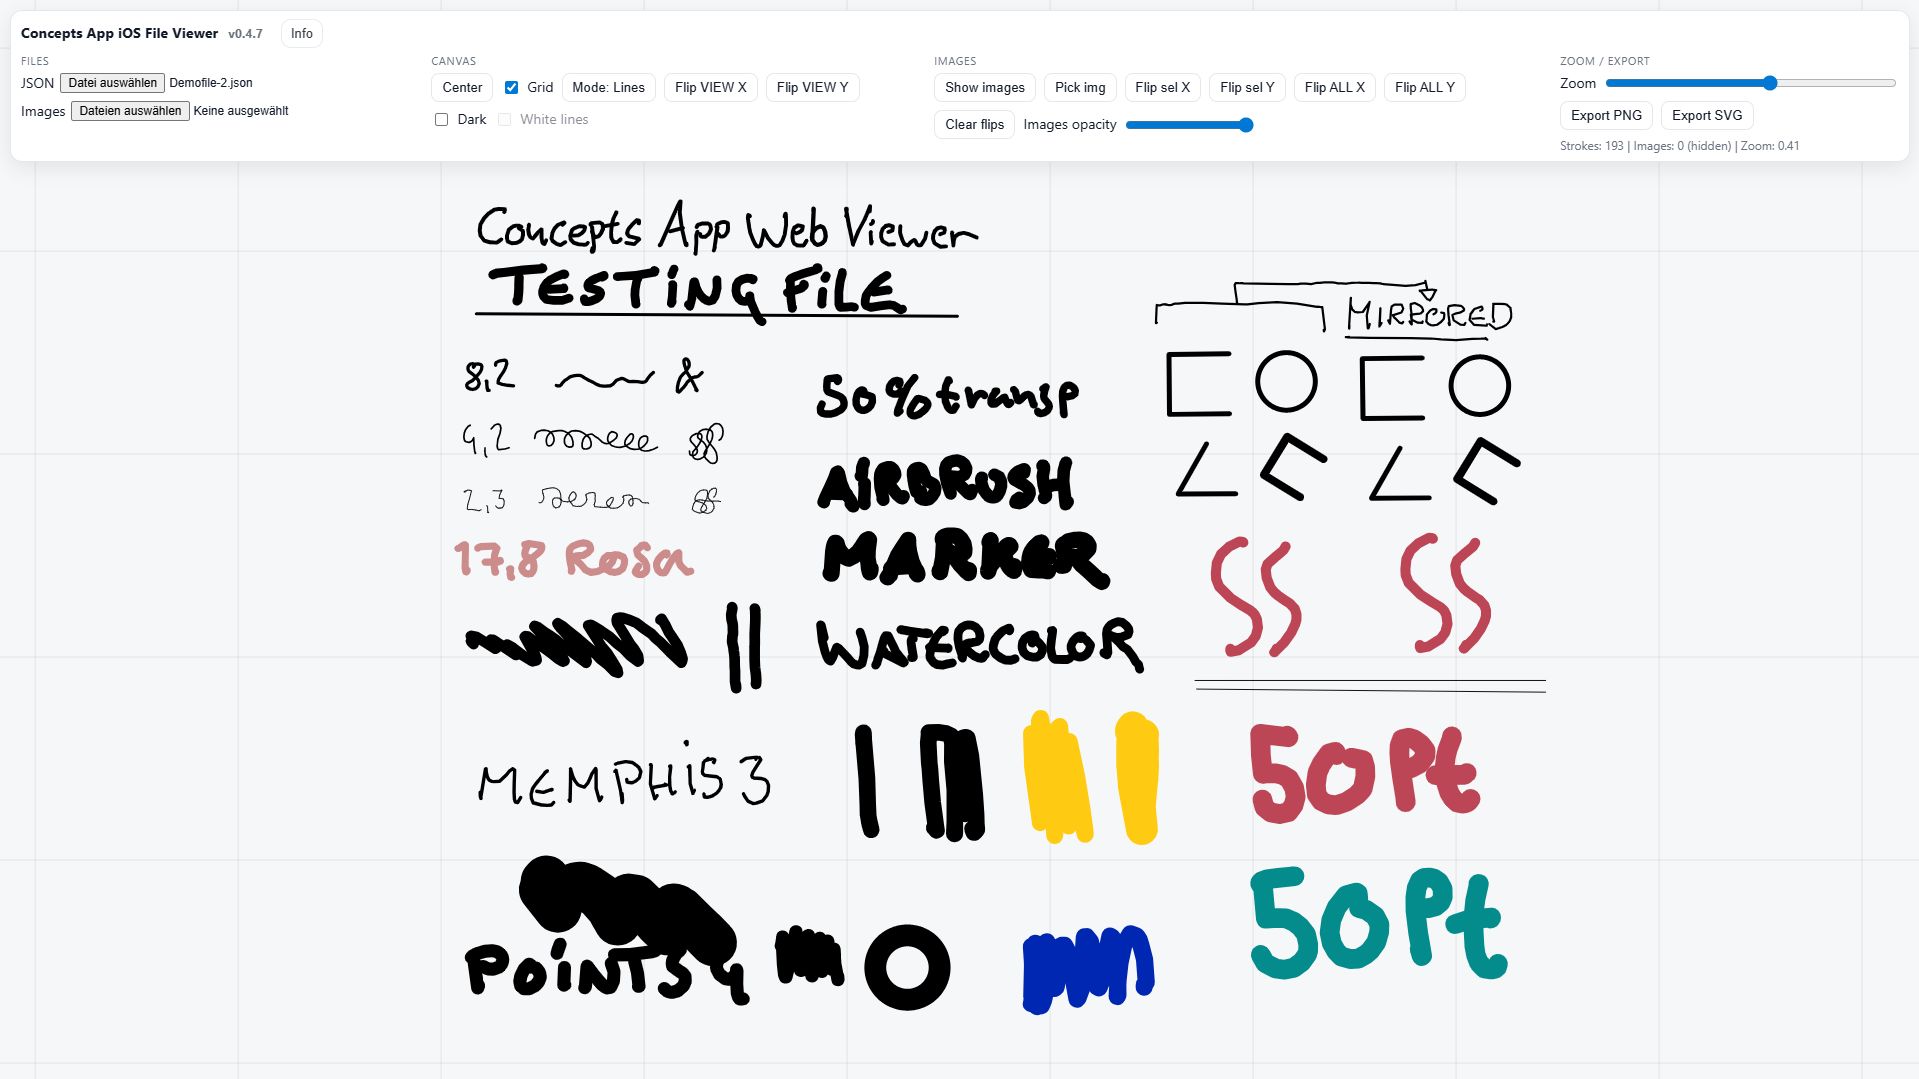 Concepts App iOS File Viewer v0.4.7 Info
FILES
JSON Datei auswählen Demofile-2.json
Images Dateien auswählen Keine ausgewählt
CANVAS
Center Grid Mode: Lines Flip VIEW X Flip VIEW Y
Dark White lines
IMAGES
Show images Pick img Flip sel X Flip sel Y Flip ALL X Flip ALL Y
Clear flips Images opacity
ZOOM / EXPORT
Zoom
Export PNG Export SVG
Strokes: 193 | Images: 0 (hidden) | Zoom: 0.41
Concepts App Web Viewer
TESTING FiLE
MIRRORED
8,2 &
4,2
2,3
17,8 Rosa
50% transp
AIRBRUSH
MARKER
WATERCOLOR
SS SS
MEMPHiS 3
POiNTS 4
50Pt
50Pt